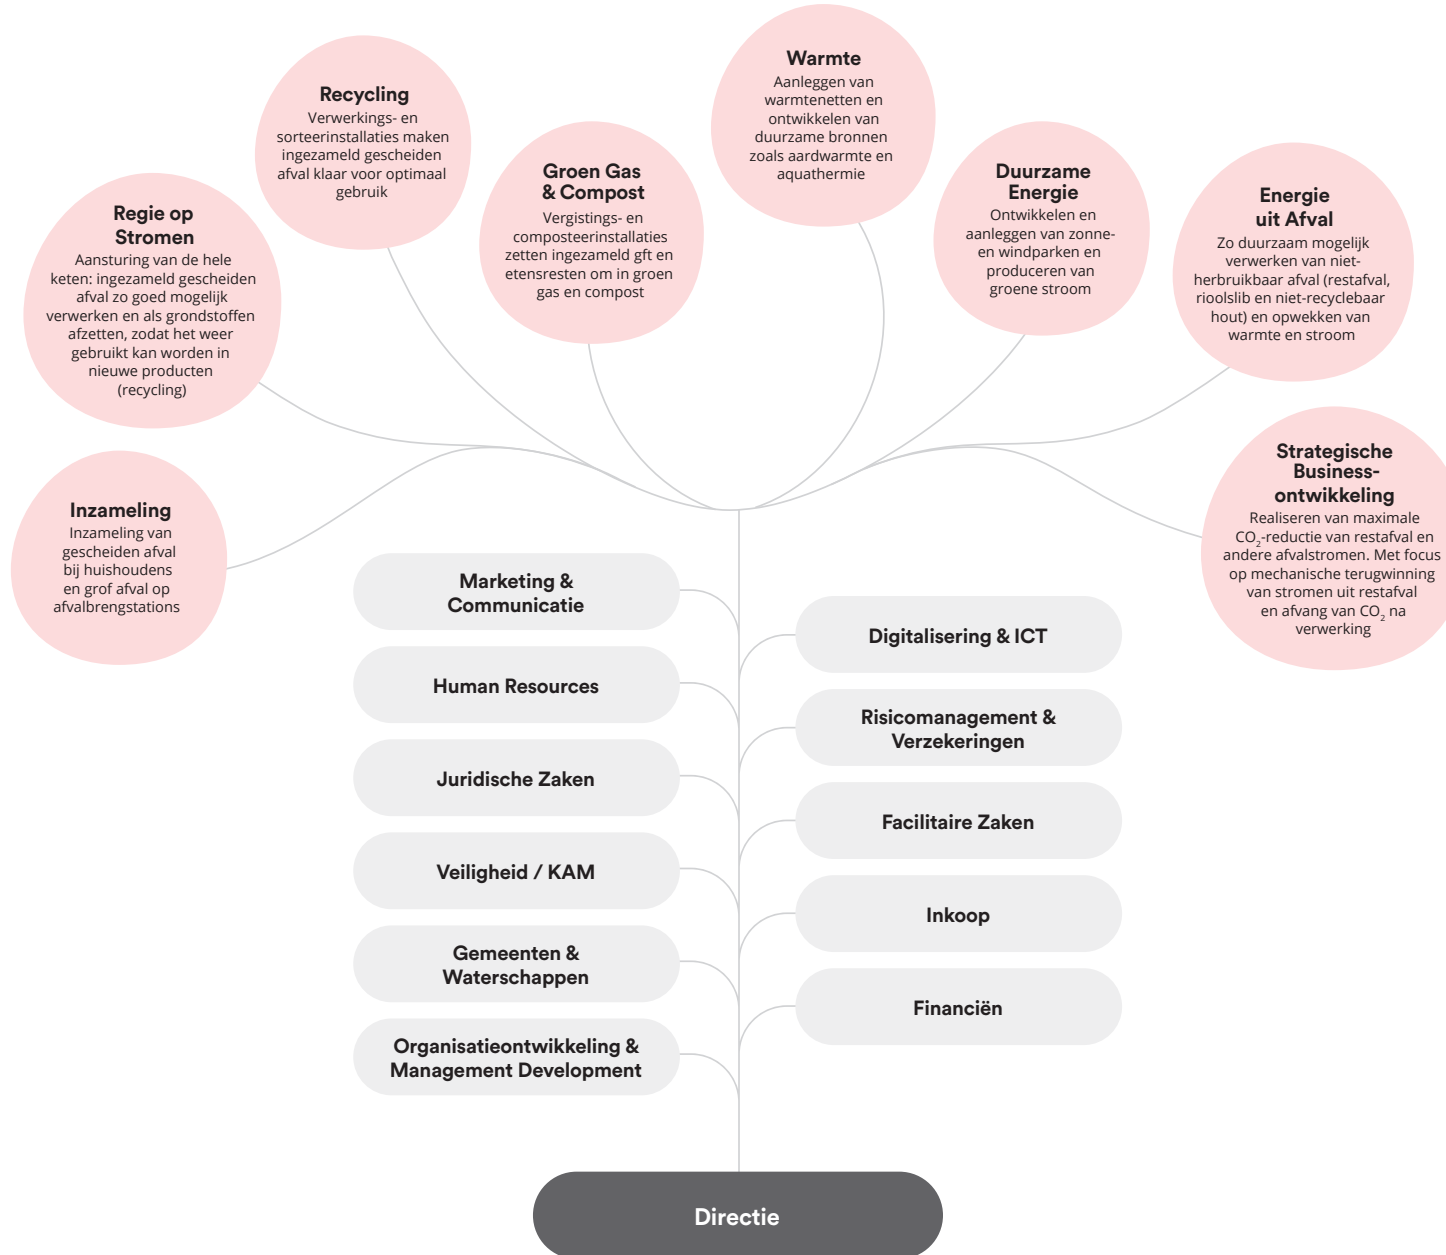 Warmte
Aanleggen van
warmtenetten en
ontwikkelen van
duurzame bronnen
zoals aardwarmte en
aquathermie
Recycling
Verwerkings- en
sorteerinstallaties maken
ingezameld gescheiden
afval klaar voor optimaal
gebruik
Groen Gas
& Compost
Vergistings- en
composteerinstallaties
zetten ingezameld gft en
etensresten om in groen
gas en compost
Duurzame
Energie
Ontwikkelen en
aanleggen van zonne-
en windparken en
produceren van
groene stroom
Energie
uit Afval
Zo duurzaam mogelijk
verwerken van niet-
herbruikbaar afval (restafval,
rioolslib en niet-recyclebaar
hout) en opwekken van
warmte en stroom
Regie op
Stromen
Aansturing van de hele
keten: ingezameld gescheiden
afval zo goed mogelijk
verwerken en als grondstoffen
afzetten, zodat het weer
gebruikt kan worden in
nieuwe producten
(recycling)
Strategische
Business-
ontwikkeling
Realiseren van maximale
CO₂-reductie van restafval en
andere afvalstromen. Met focus
op mechanische terugwinning
van stromen uit restafval
en afvang van CO₂ na
verwerking
Inzameling
Inzameling van
gescheiden afval
bij huishoudens
en grof afval op
afvalbrengstations
Marketing &
Communicatie
Digitalisering & ICT
Human Resources
Risicomanagement &
Verzekeringen
Juridische Zaken
Facilitaire Zaken
Veiligheid / KAM
Inkoop
Gemeenten &
Waterschappen
Financiën
Organisatieontwikkeling &
Management Development
Directie